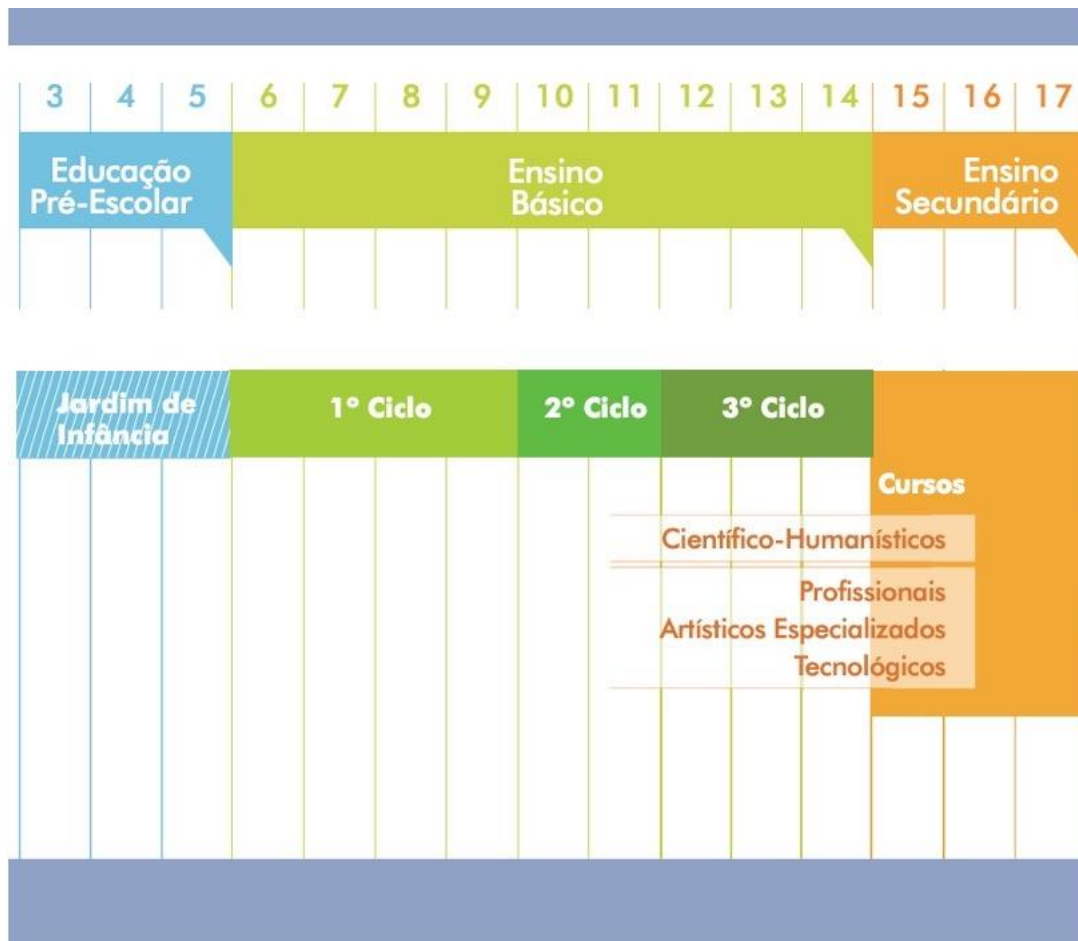 3 4 5 6 7 8 9 10 11 12 13 14 15 16 17
Educação
Pré-Escolar
Ensino
Básico
Ensino
Secundário
Jardim de
Infância
1º Ciclo
2º Ciclo
3º Ciclo
Cursos
Científico-Humanísticos
Profissionais
Artísticos Especializados
Tecnológicos